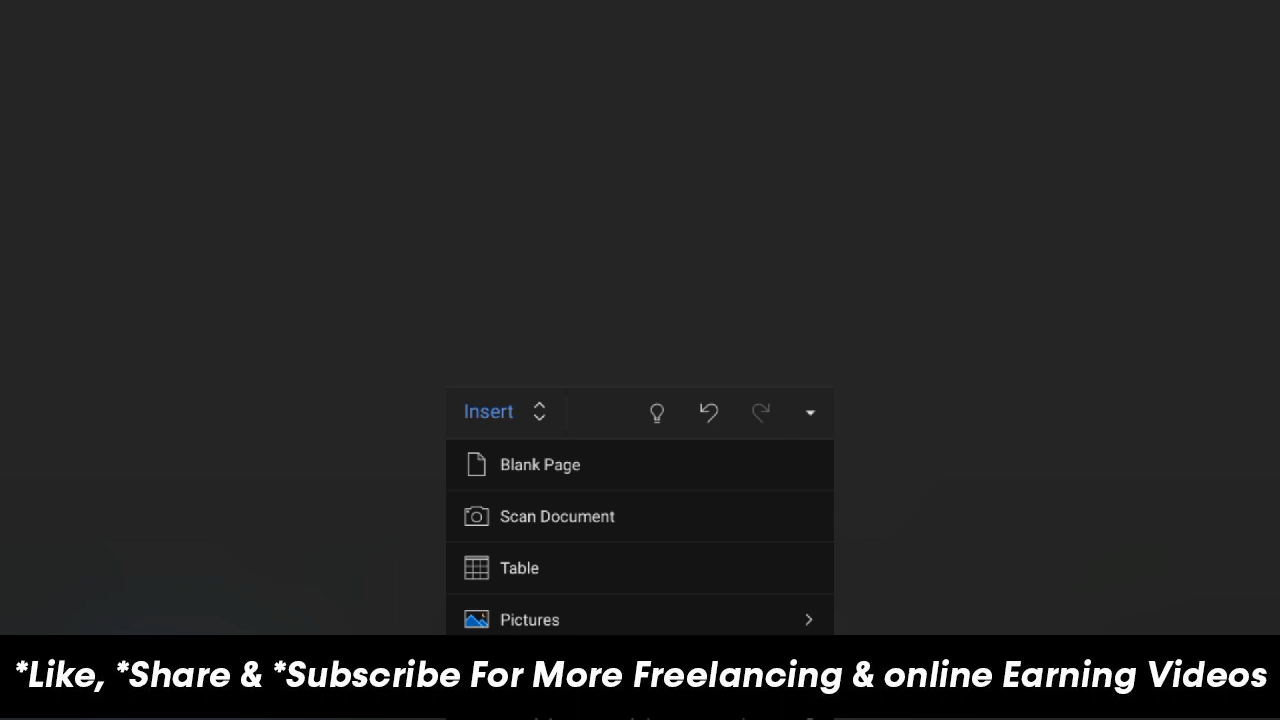 Insert
Blank Page
Scan Document
Table
Pictures
*Like, *Share & *Subscribe For More Freelancing & online Earning Videos